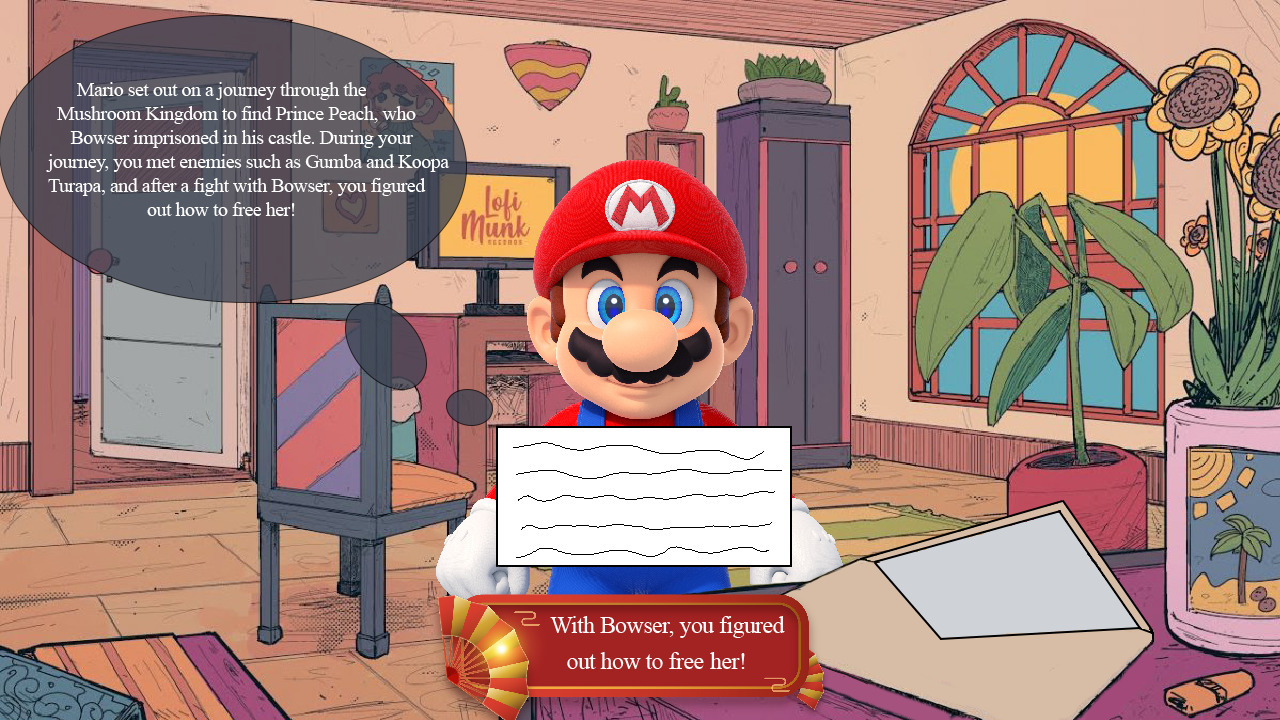 Mario set out on a journey through the
Mushroom Kingdom to find Prince Peach, who
Bowser imprisoned in his castle. During your
journey, you met enemies such as Gumba and Koopa
Turapa, and after a fight with Bowser, you figured
out how to free her!
Lofi
Munk
RECORDS
M
With Bowser, you figured
out how to free her!